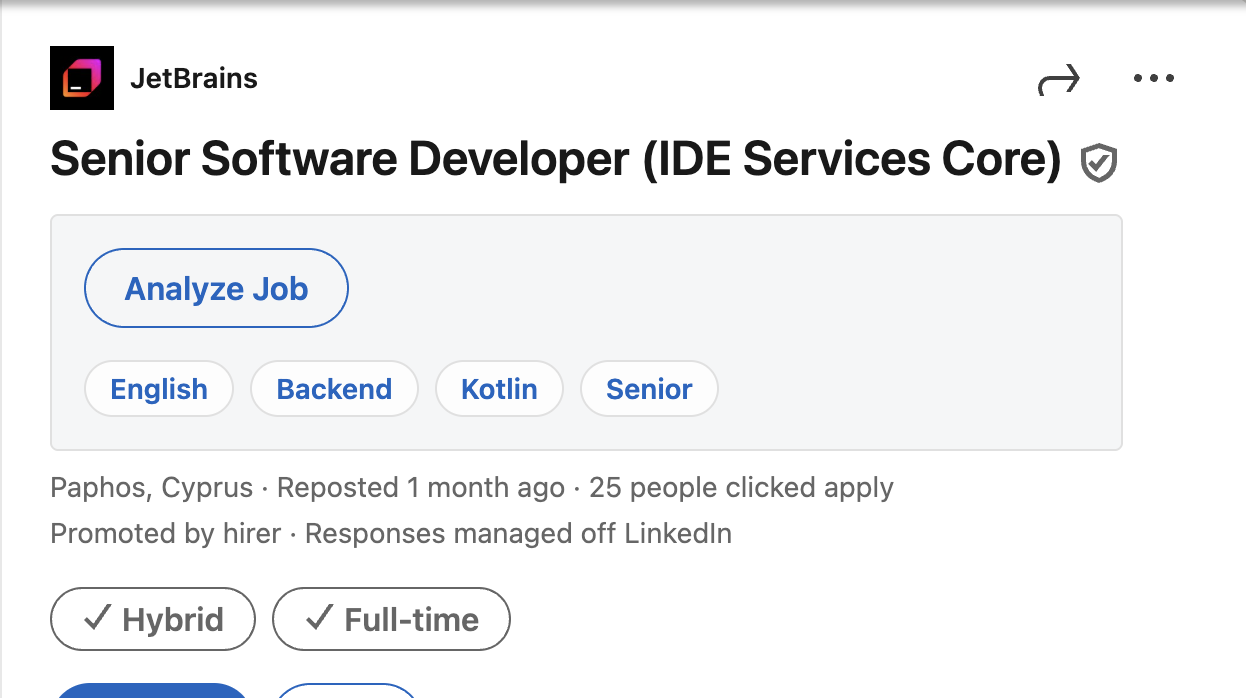 JetBrains
Senior Software Developer (IDE Services Core)
Analyze Job
English Backend Kotlin Senior
Paphos, Cyprus · Reposted 1 month ago · 25 people clicked apply
Promoted by hirer · Responses managed off LinkedIn
Hybrid Full-time